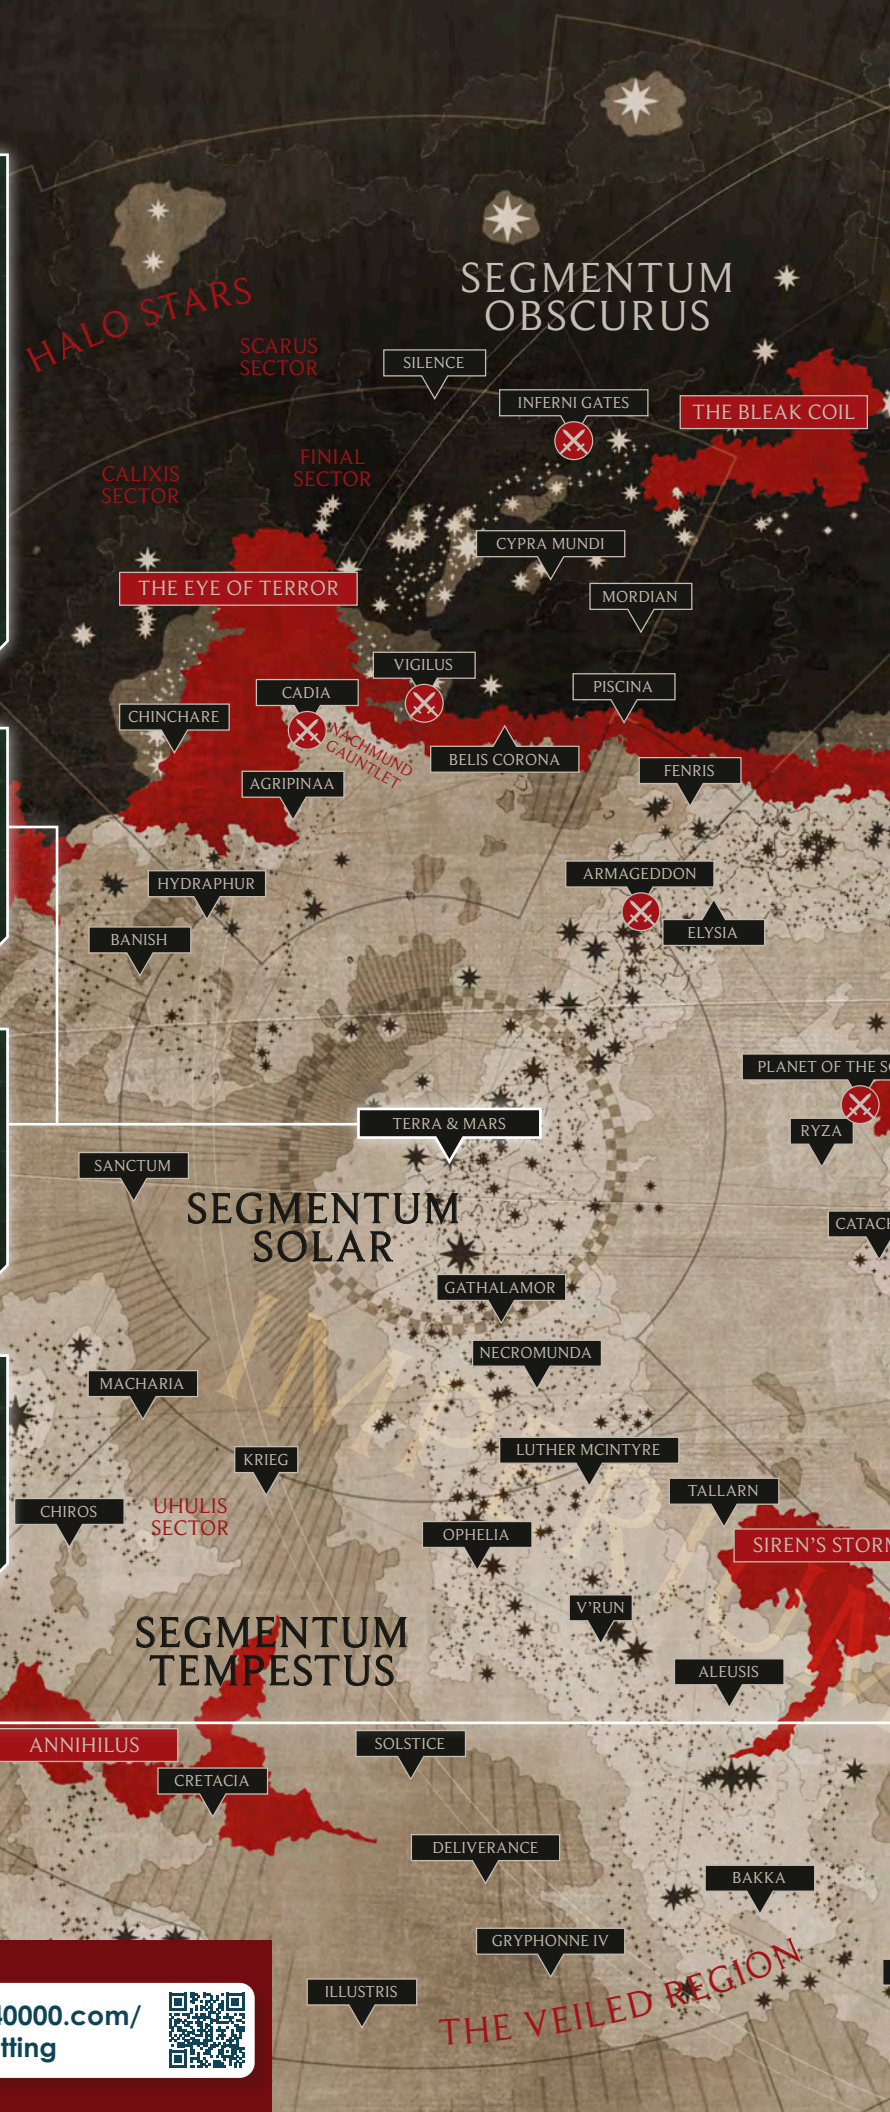 HALO STARS
SEGMENTUM
OBSCURUS
SCARUS
SECTOR
SILENCE
INFERNI GATES
THE BLEAK COIL
CALIXIS
SECTOR
FINIAL
SECTOR
CYPRA MUNDI
THE EYE OF TERROR
MORDIAN
VIGILUS
CADIA
PISCINA
CHINCHARE
NACHMUND
GAUNTLET
BELIS CORONA
FENRIS
AGRIPINAA
HYDRAPHUR
ARMAGEDDON
BANISH
ELYSIA
PLANET OF THE
TERRA & MARS
RYZA
SANCTUM
SEGMENTUM
SOLAR
GATHALAMOR
NECROMUNDA
MACHARIA
IMPERIUM
KRIEG
LUTHER MCINTYRE
TALLARN
CHIROS
UHULIS
SECTOR
OPHELIA
SIREN'S STORM
V'RUN
SEGMENTUM
TEMPESTUS
ALEUSIS
ANNIHILUS
SOLSTICE
CRETACIA
DELIVERANCE
BAKKA
GRYPHONNE IV
ILLUSTRIS
THE VEILED REGION
40000.com/
tting